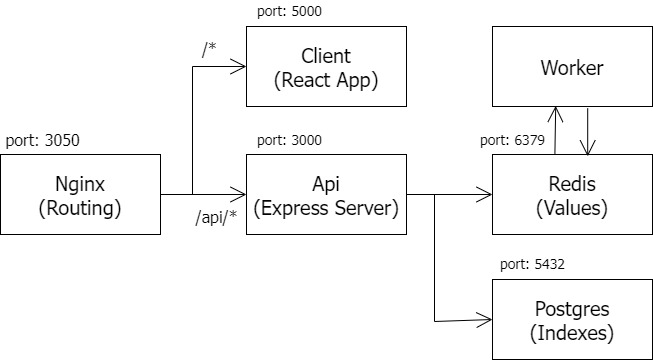 port: 5000
Client
(React App)
/*
Worker
port: 3050
Nginx
(Routing)
/api/*
port: 3000
Api
(Express Server)
port: 6379
Redis
(Values)
port: 5432
Postgres
(Indexes)